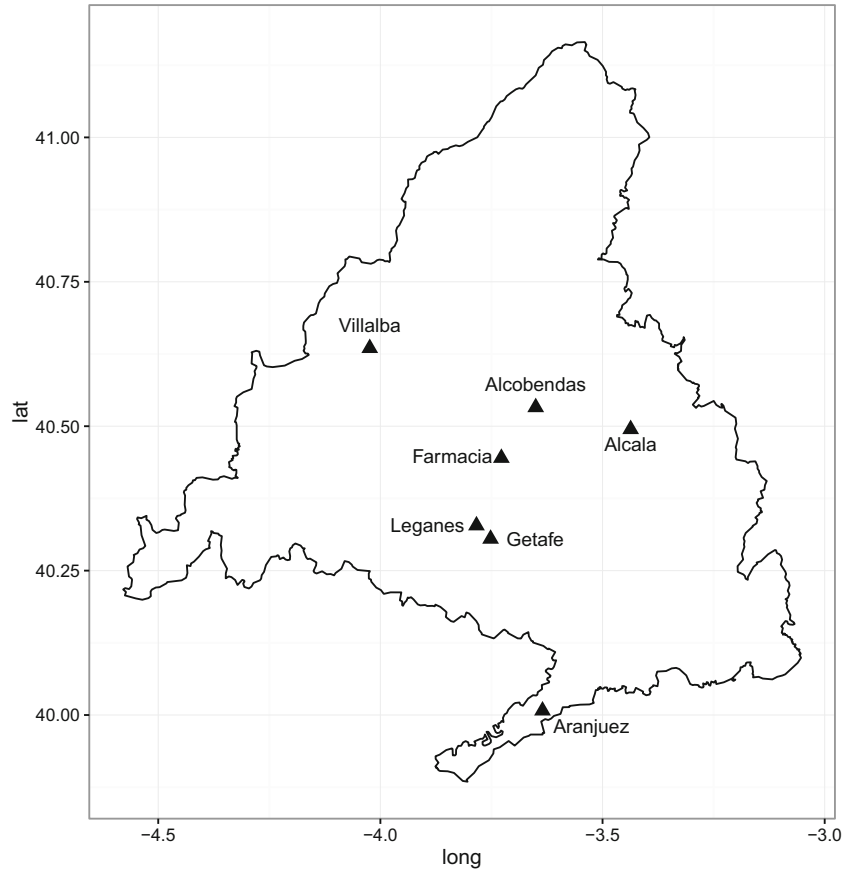 41.00
40.75
Villalba
Alcobendas
40.50
lat
Alcala
Farmacia
Leganes
Getafe
40.25
40.00
Aranjuez
−4.5
−4.0
−3.5
−3.0
long